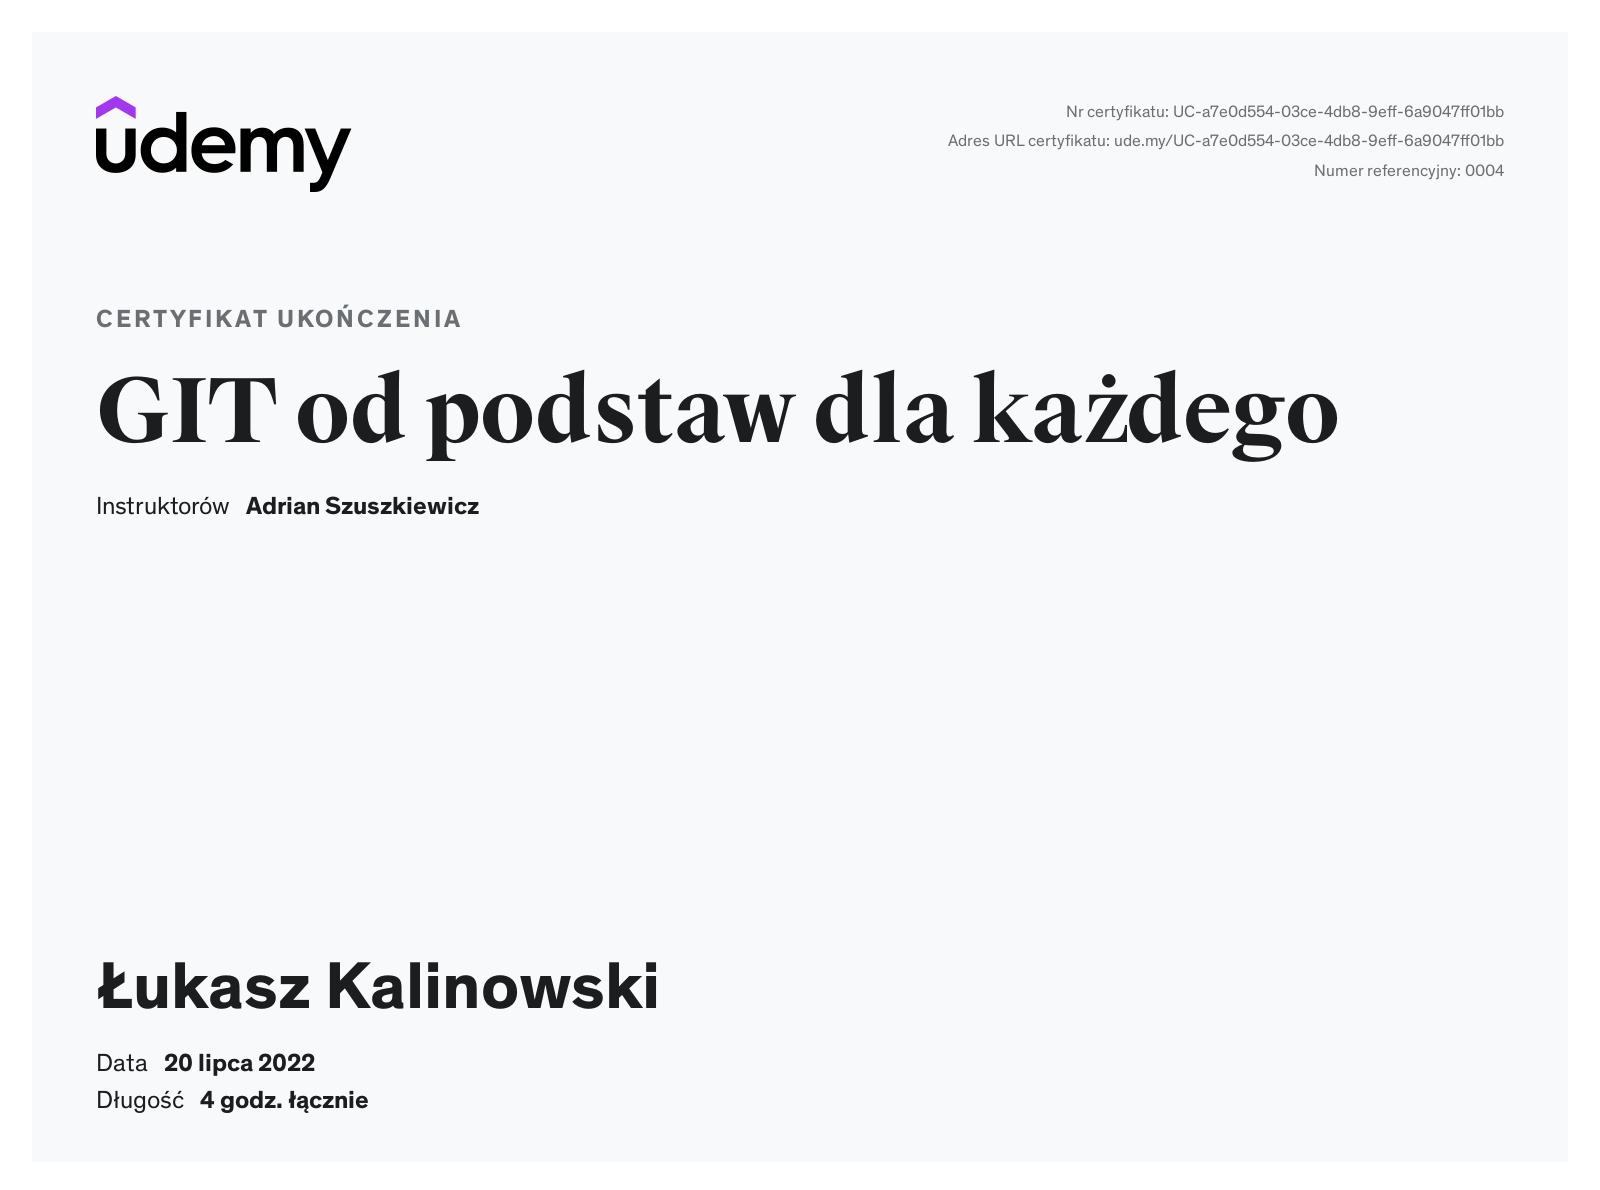 udemy
Nr certyfikatu: UC-a7e0d554-03ce-4db8-9eff-6a9047ff01bb
Adres URL certyfikatu: ude.my/UC-a7e0d554-03ce-4db8-9eff-6a9047ff01bb
Numer referencyjny: 0004
CERTYFIKAT UKOŃCZENIA
GIT od podstaw dla każdego
Instruktorów Adrian Szuszkiewicz
Łukasz Kalinowski
Data 20 lipca 2022
Długość 4 godz. łącznie